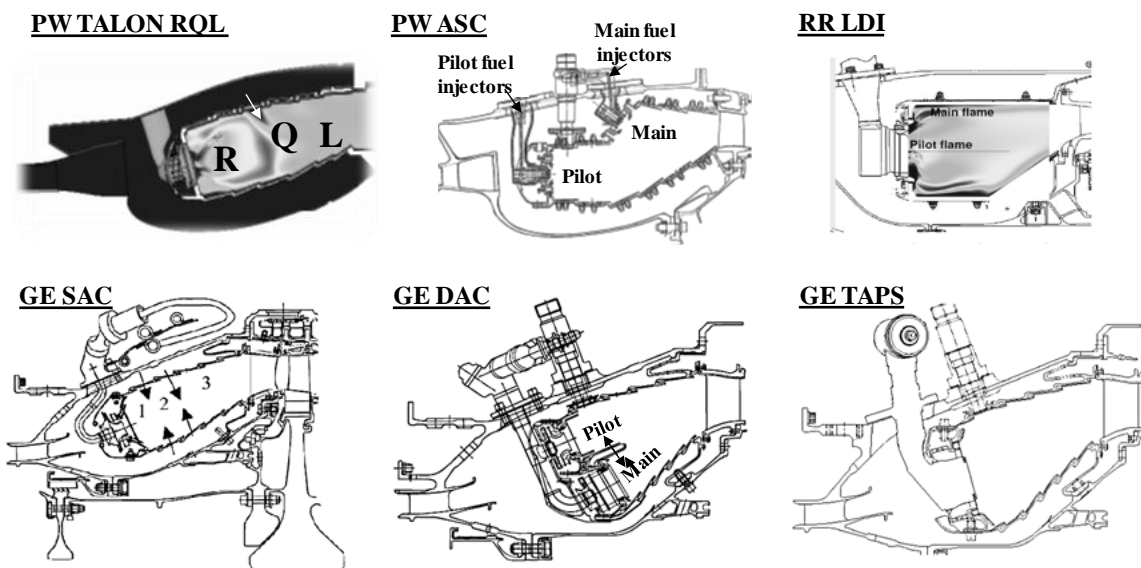 PW TALON RQL
R
Q
L
PW ASC
Pilot fuel
injectors
Main fuel
injectors
Main
Pilot
RR LDI
Main flame
Pilot flame
GE SAC
1
2
3
GE DAC
Pilot
Main
GE TAPS